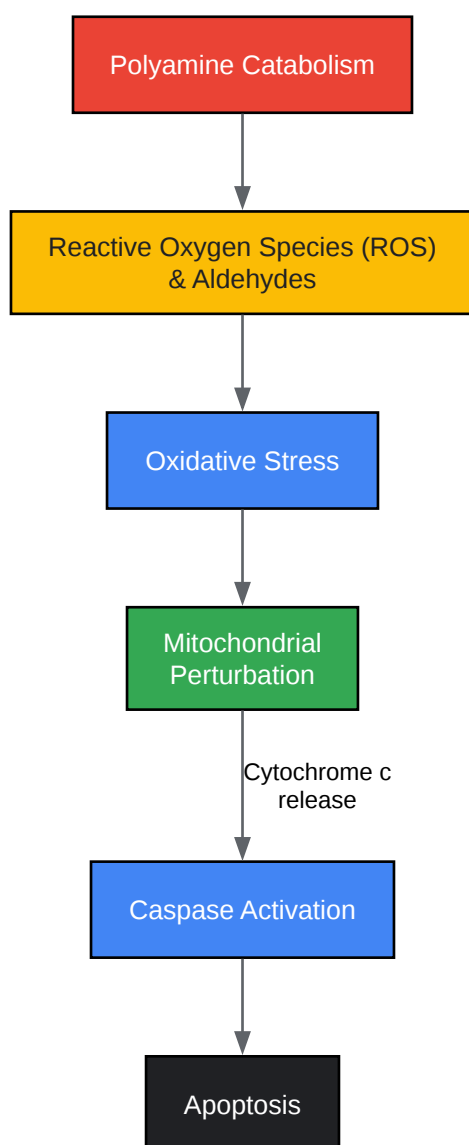 Polyamine Catabolism
Reactive Oxygen Species (ROS)
& Aldehydes
Oxidative Stress
Mitochondrial
Perturbation
Cytochrome c
release
Caspase Activation
Apoptosis